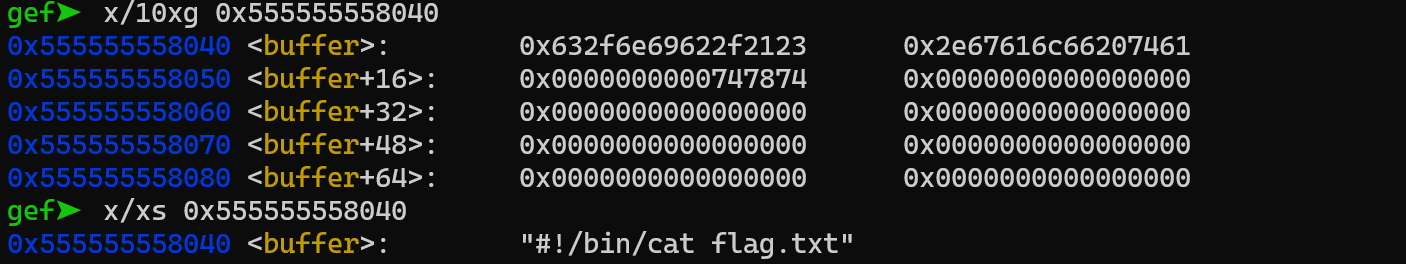 gef➤ x/10xg 0x555555558040
0x555555558040 <buffer>: 0x632f6e69622f2123 0x2e67616c66207461
0x555555558050 <buffer+16>: 0x0000000000747874 0x0000000000000000
0x555555558060 <buffer+32>: 0x0000000000000000 0x0000000000000000
0x555555558070 <buffer+48>: 0x0000000000000000 0x0000000000000000
0x555555558080 <buffer+64>: 0x0000000000000000 0x0000000000000000
gef➤ x/xs 0x555555558040
0x555555558040 <buffer>: "#!/bin/cat flag.txt"